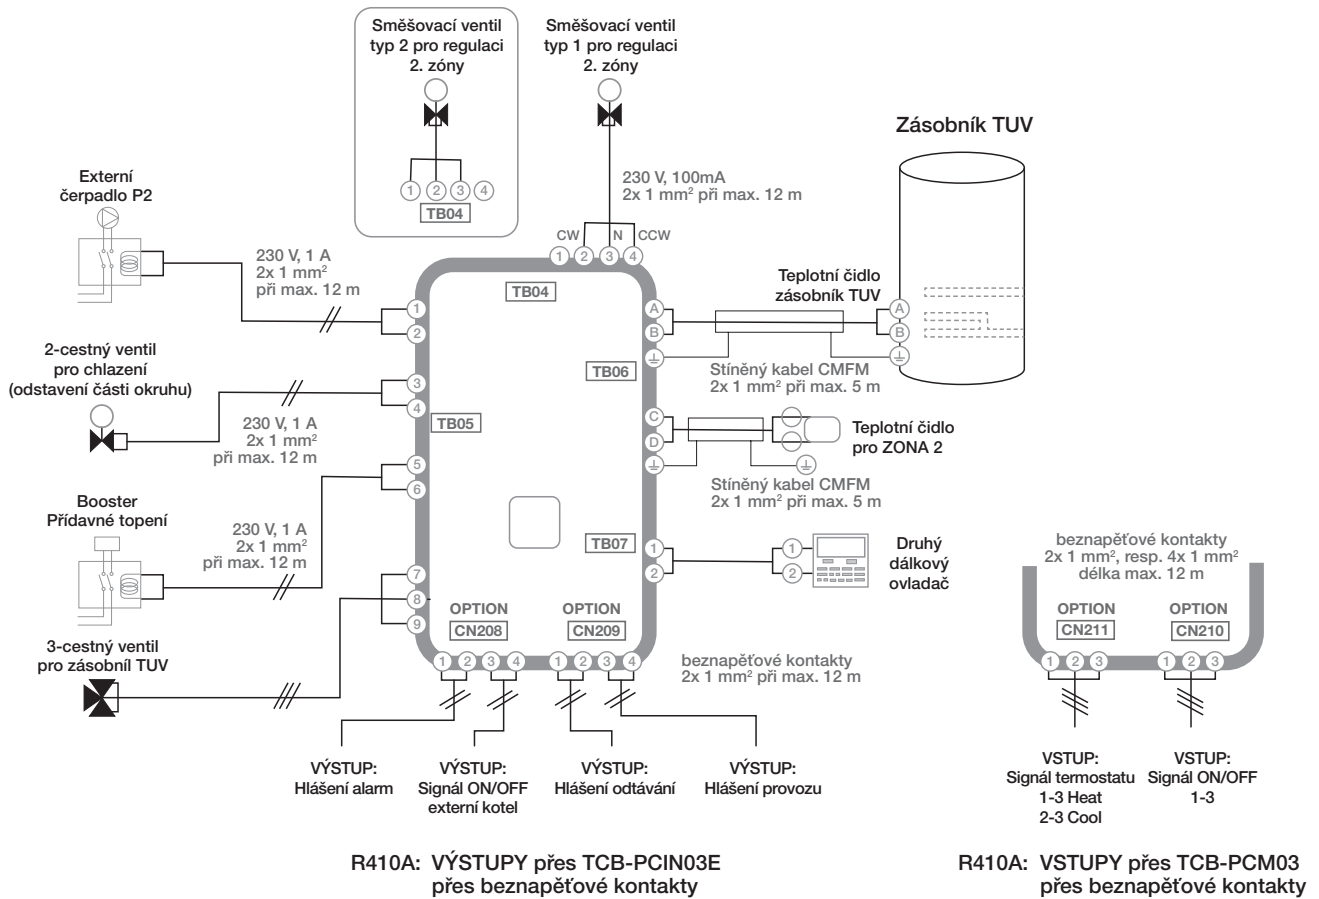 Směšovací ventil
typ 2 pro regulaci
2. zóny
1 2 3 4
TB04
Směšovací ventil
typ 1 pro regulaci
2. zóny
230 V, 100mA
2x 1 mm² při max. 12 m
CW N CCW
1 2 3 4
TB04
Zásobník TUV
Externí
čerpadlo P2
230 V, 1 A
2x 1 mm²
při max. 12 m
1
2
2-cestný ventil
pro chlazení
(odstavení části okruhu)
230 V, 1 A
2x 1 mm²
při max. 12 m
3
4
TB05
Booster
Přídavné topení
230 V, 1 A
2x 1 mm²
při max. 12 m
5
6
3-cestný ventil
pro zásobníl TUV
7
8
9
Teplotní čidlo
zásobník TUV
A
B
A
B
TB06
Stíněný kabel CMFM
2x 1 mm² při max. 5 m
C
D
Teplotní čidlo
pro ZONA 2
Stíněný kabel CMFM
2x 1 mm² při max. 5 m
TB07
1
2
1
2
Druhý
dálkový
ovladač
OPTION
CN208
1 2 3 4
OPTION
CN209
1 2 3 4
beznapěťové kontakty
2x 1 mm² při max. 12 m
VÝSTUP:
Hlášení alarm
VÝSTUP:
Signál ON/OFF
externí kotel
VÝSTUP:
Hlášení odtávání
VÝSTUP:
Hlášení provozu
R410A: VÝSTUPY přes TCB-PCIN03E
přes beznapěťové kontakty
beznapěťové kontakty
2x 1 mm², resp. 4x 1 mm²
délka max. 12 m
OPTION
CN211
1 2 3
OPTION
CN210
1 2 3
VSTUP:
Signál termostatu
1-3 Heat
2-3 Cool
VSTUP:
Signál ON/OFF
1-3
R410A: VSTUPY přes TCB-PCM03
přes beznapěťové kontakty